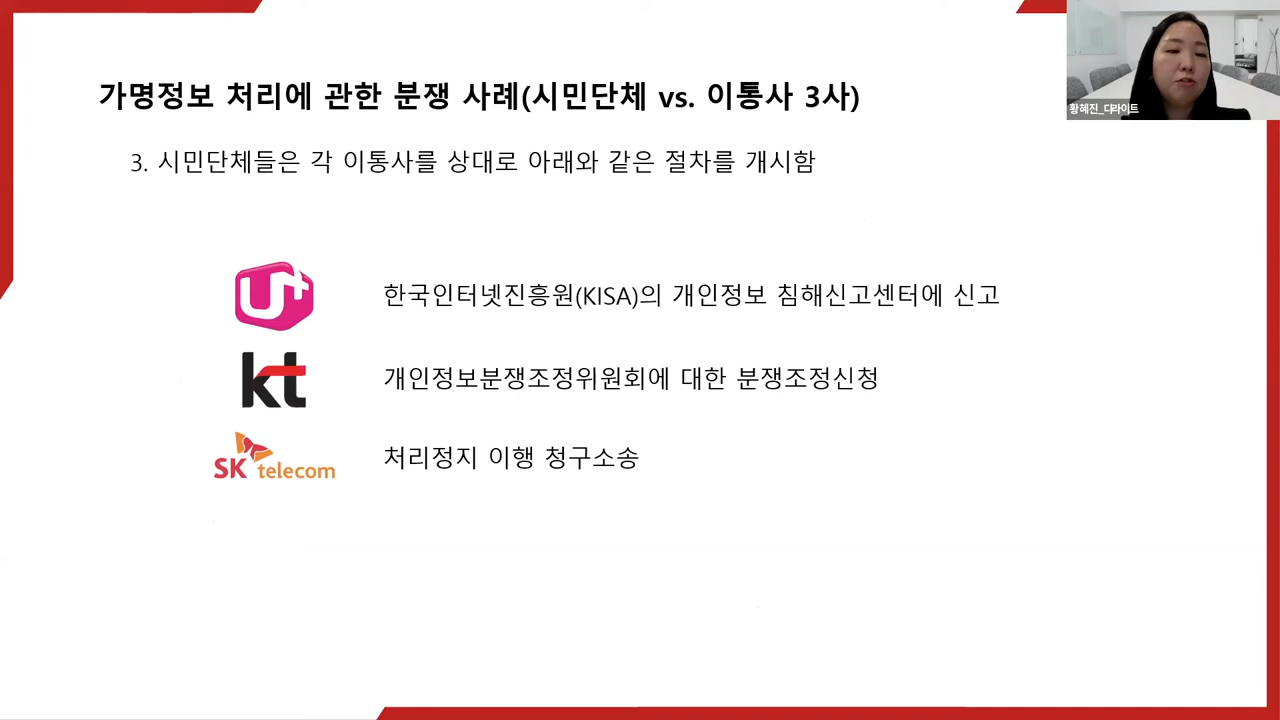 가명정보 처리에 관한 분쟁 사례(시민단체 vs. 이통사 3사)
황혜진_디라이트
3. 시민단체들은 각 이통사를 상대로 아래와 같은 절차를 개시함
U+
한국인터넷진흥원(KISA)의 개인정보 침해신고센터에 신고
kt
개인정보분쟁조정위원회에 대한 분쟁조정신청
SK telecom
처리정지 이행 청구소송